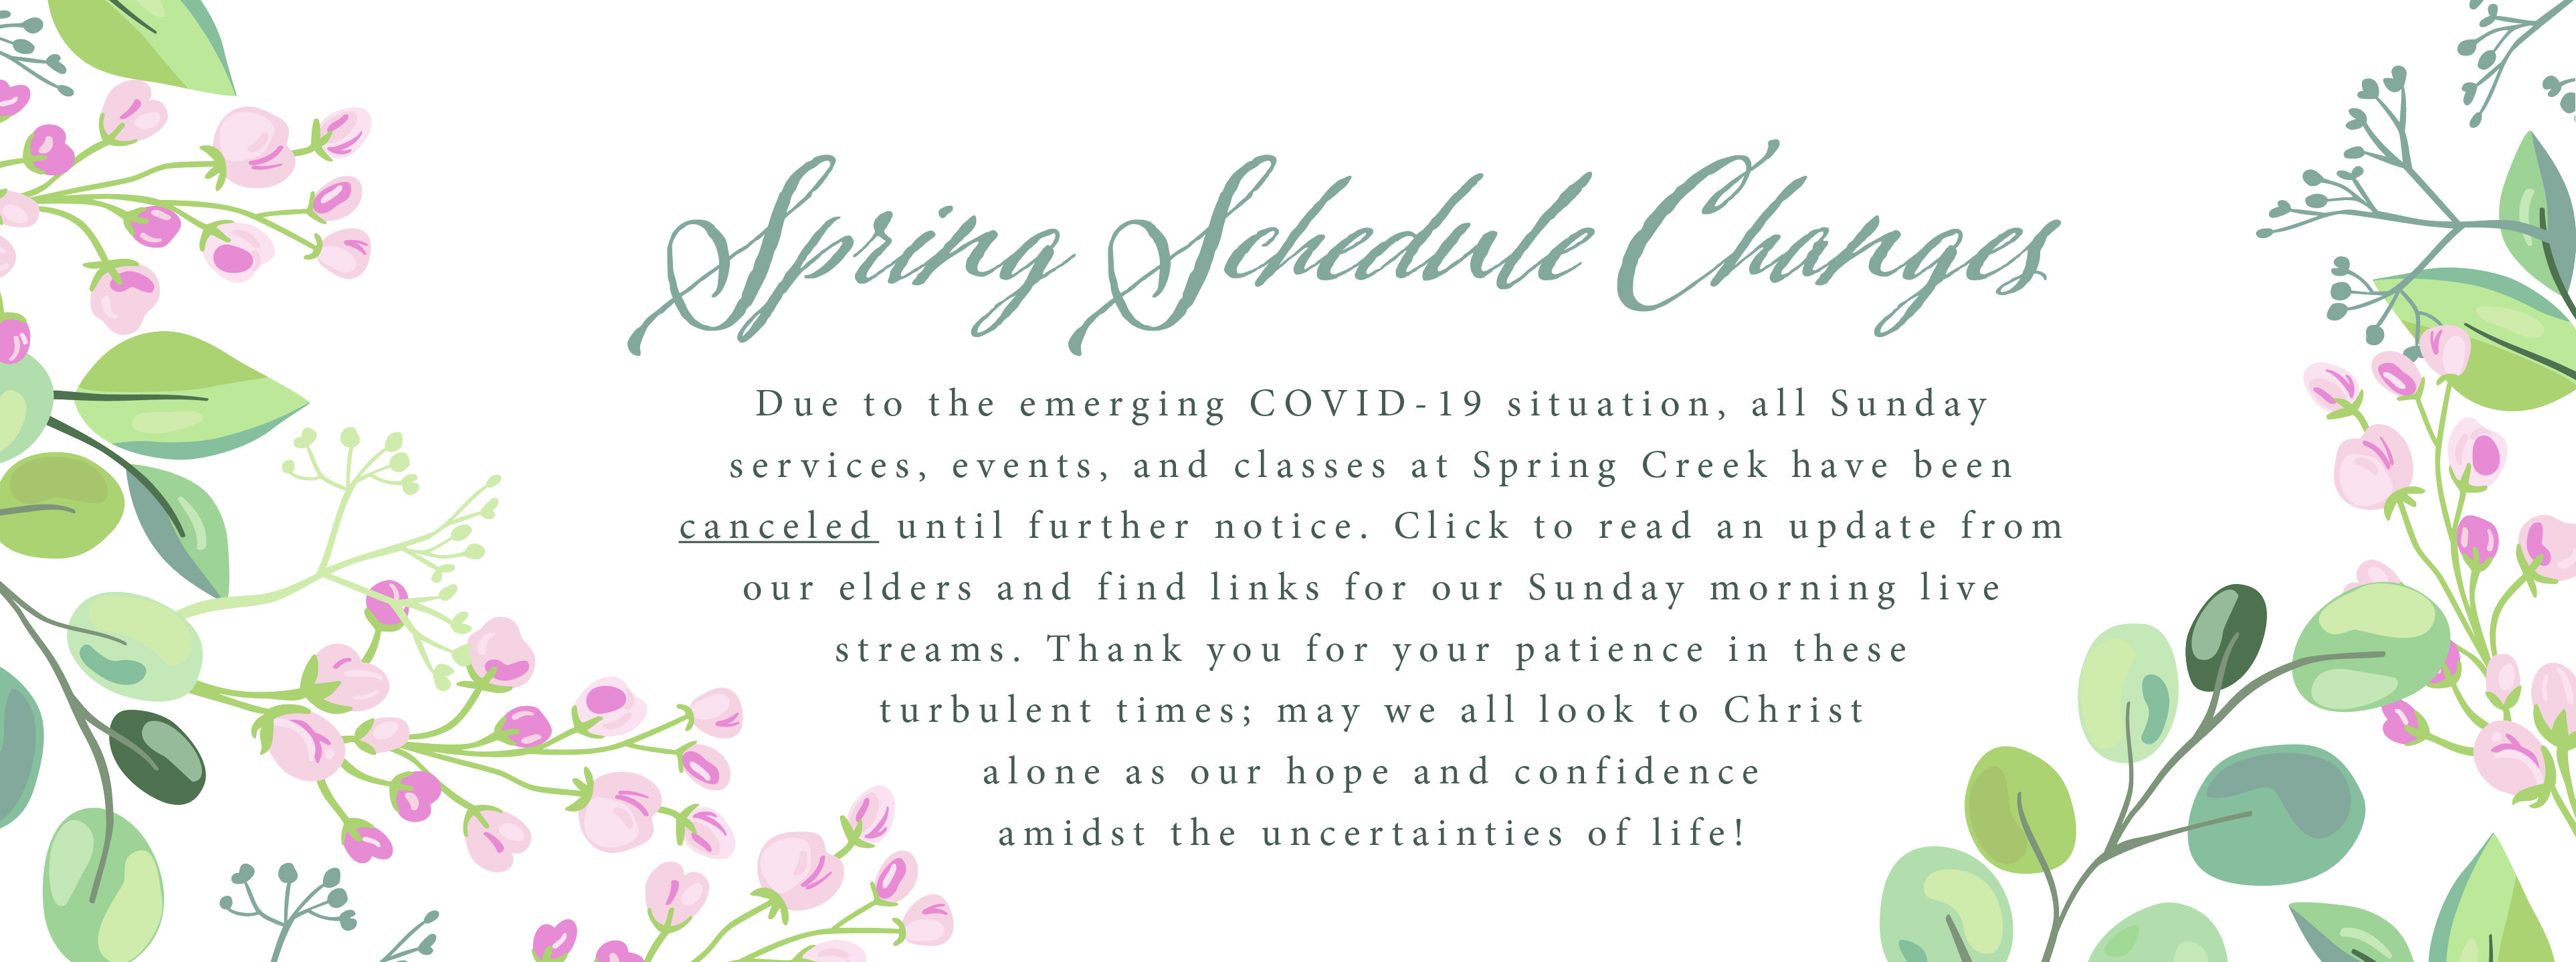 Spring Schedule Changes
Due to the emerging COVID-19 situation, all Sunday
services, events, and classes at Spring Creek have been
canceled until further notice. Click to read an update from
our elders and find links for our Sunday morning live
streams. Thank you for your patience in these
turbulent times; may we all look to Christ
alone as our hope and confidence
amidst the uncertainties of life!